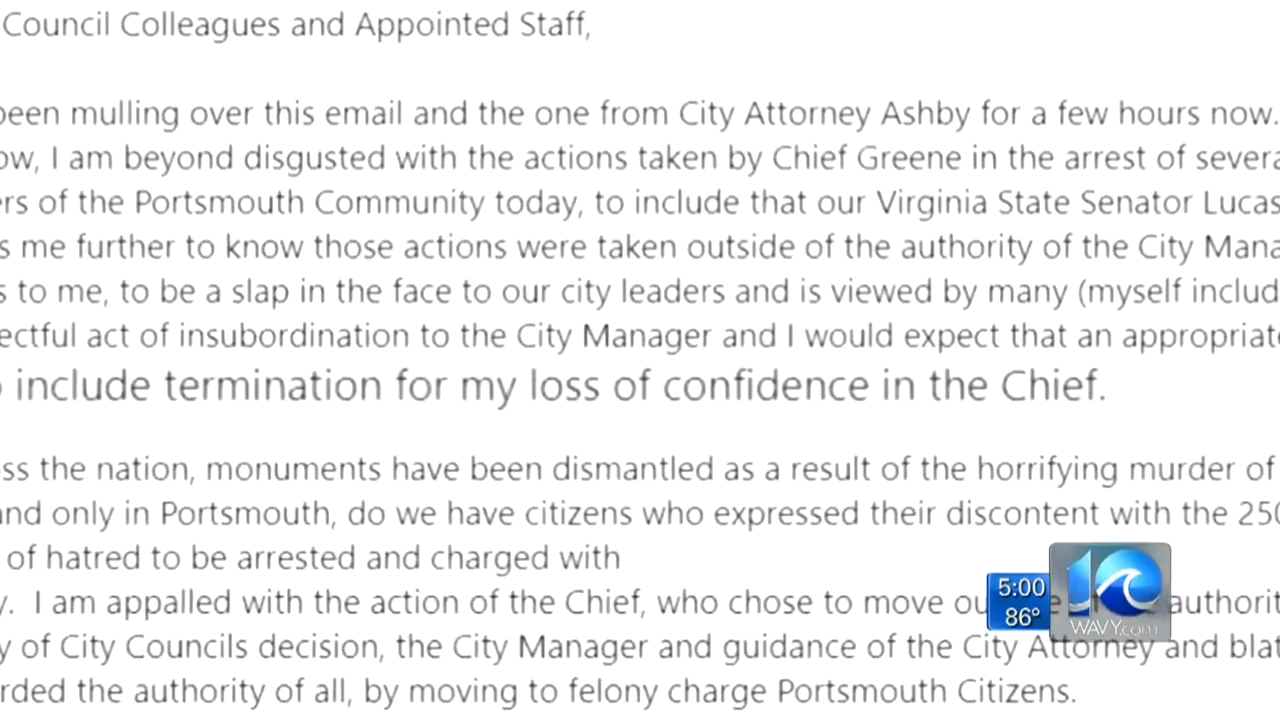 Council Colleagues and Appointed Staff,
been mulling over this email and the one from City Attorney Ashby for a few hours now.
ow, I am beyond disgusted with the actions taken by Chief Greene in the arrest of severa
ers of the Portsmouth Community today, to include that our Virginia State Senator Lucas
s me further to know those actions were taken outside of the authority of the City Mana
s to me, to be a slap in the face to our city leaders and is viewed by many (myself includ
ectful act of insubordination to the City Manager and I would expect that an appropriat
include termination for my loss of confidence in the Chief.
ss the nation, monuments have been dismantled as a result of the horrifying murder of
and only in Portsmouth, do we have citizens who expressed their discontent with the 250
of hatred to be arrested and charged with
y. I am appalled with the action of the Chief, who chose to move ou authorit
y of City Councils decision, the City Manager and guidance of the City Attorney and blat
rded the authority of all, by moving to felony charge Portsmouth Citizens.
5:00
86°
10
WAVY.com